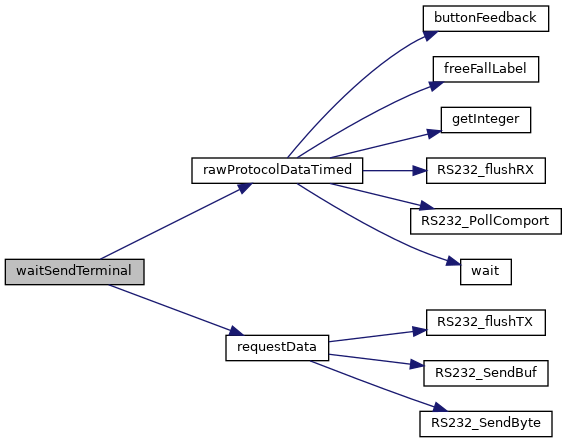 buttonFeedback
freeFallLabel
getInteger
rawProtocolDataTimed
RS232_flushRX
RS232_PollComport
waitSendTerminal
wait
RS232_flushTX
requestData
RS232_SendBuf
RS232_SendByte